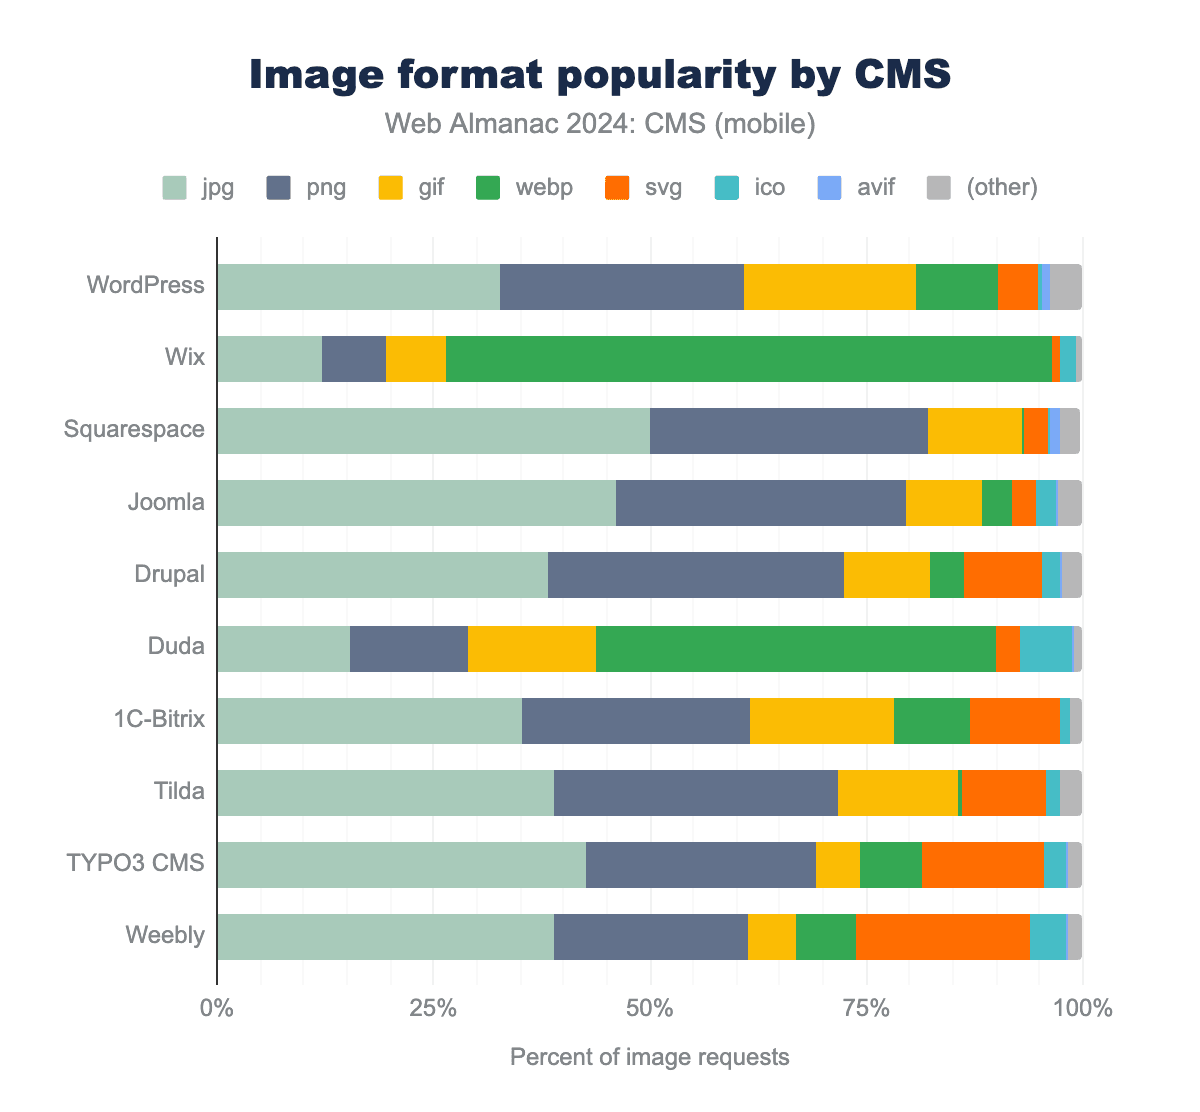 Image format popularity by CMS
Web Almanac 2024: CMS (mobile)
jpg png gif webp svg ico avif (other)
WordPress
Wix
Squarespace
Joomla
Drupal
Duda
1C-Bitrix
Tilda
TYPO3 CMS
Weebly
0% 25% 50% 75% 100%
Percent of image requests